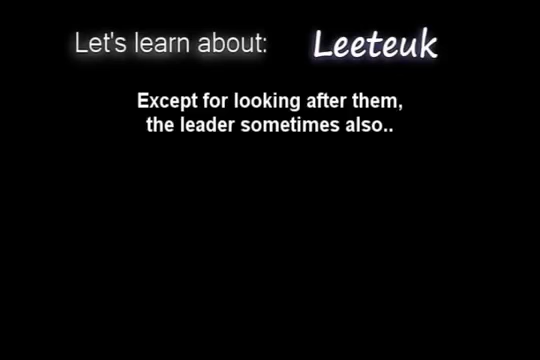 Let's learn about: Leeteuk
Except for looking after them,
the leader sometimes also..